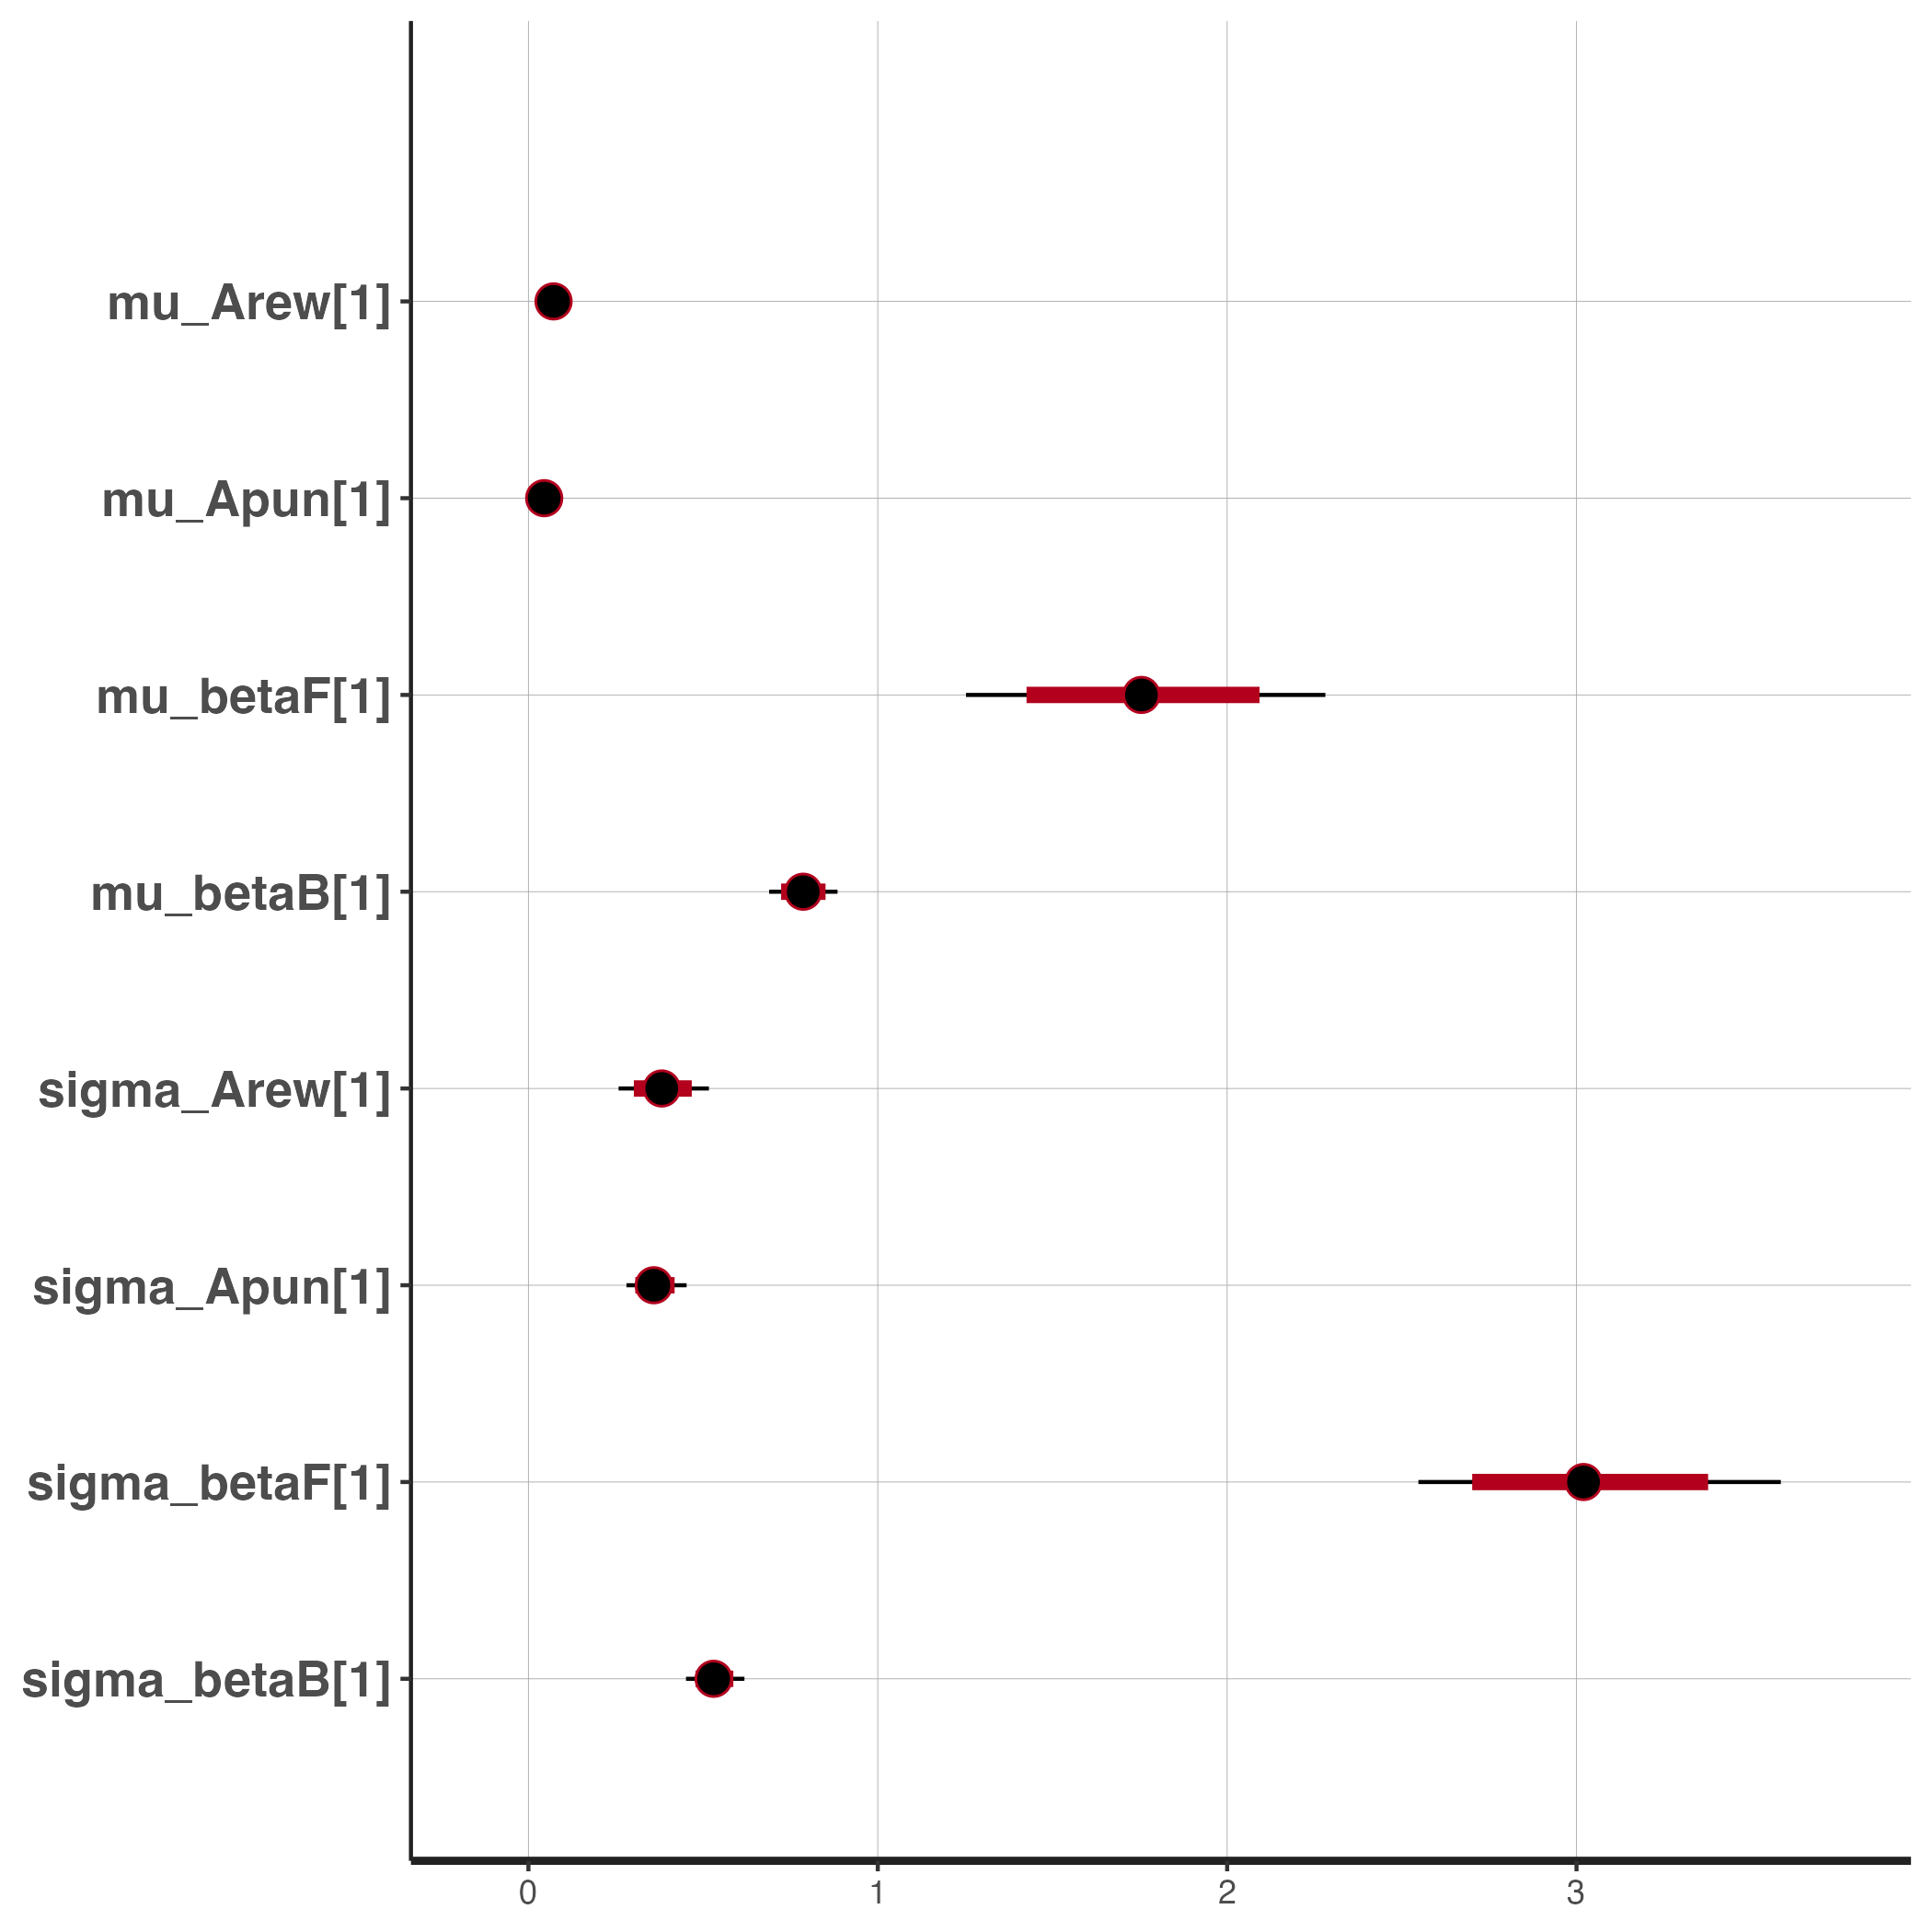 mu_Arew[1]
mu_Apun[1]
mu_betaF[1]
mu_betaB[1]
sigma_Arew[1]
sigma_Apun[1]
sigma_betaF[1]
sigma_betaB[1]
0 1 2 3